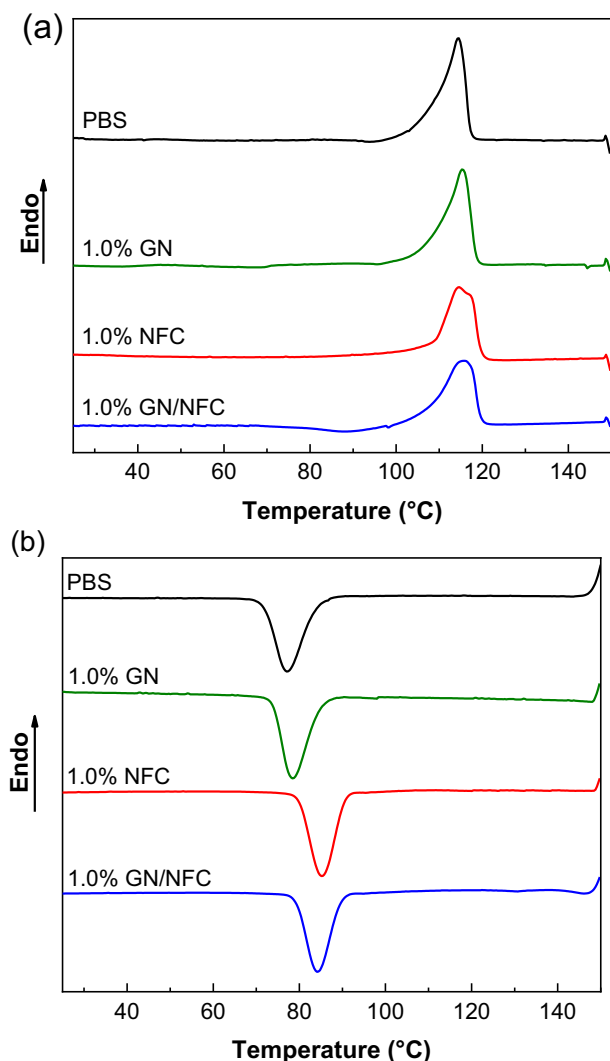 (a)
PBS
1.0% GN
1.0% NFC
1.0% GN/NFC
Endo
40 60 80 100 120 140
Temperature (°C)
(b)
PBS
1.0% GN
1.0% NFC
1.0% GN/NFC
Endo
40 60 80 100 120 140
Temperature (°C)